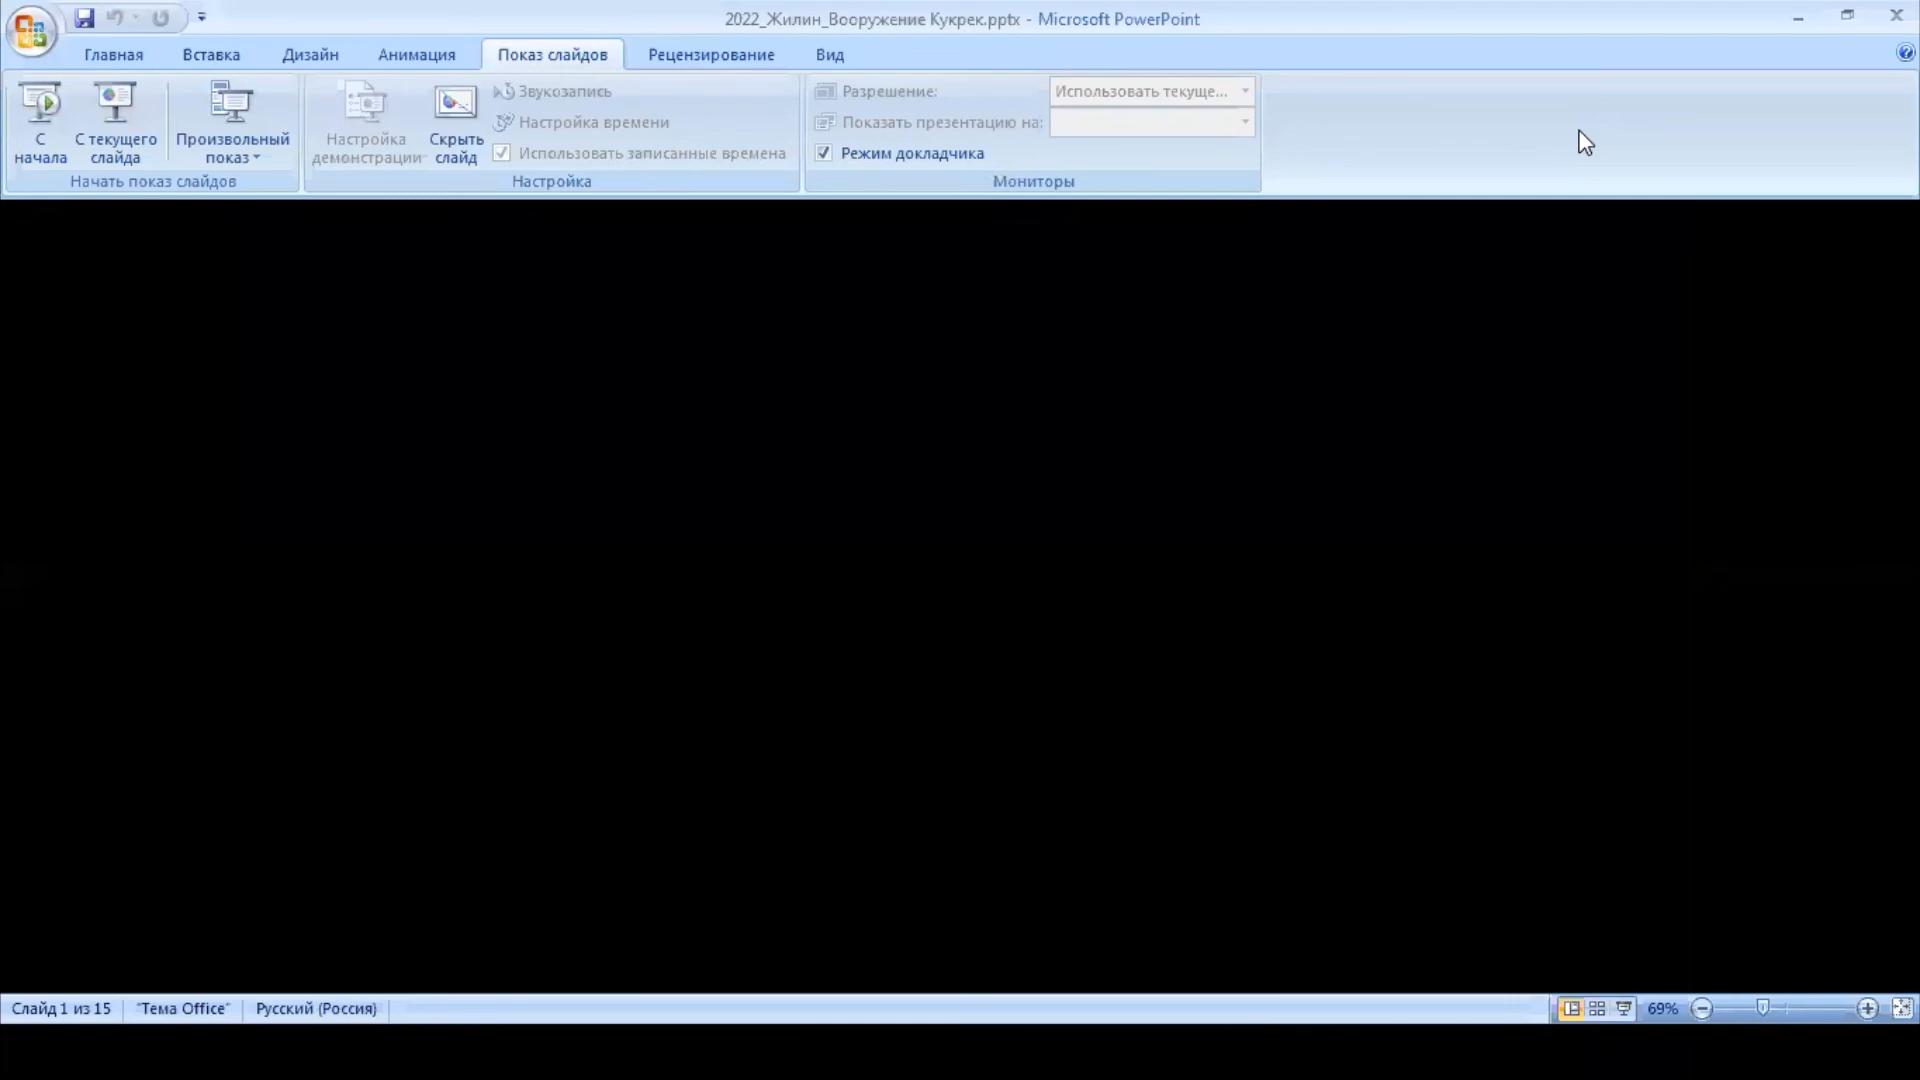 2022_Жилин_Вооружение Кукрек.pptx - Microsoft PowerPoint
Главная Вставка Дизайн Анимация Показ слайдов Рецензирование Вид
С начала
С текущего слайда
Произвольный показ
Начать показ слайдов
Настройка демонстрации
Скрыть слайд
Звукозапись
Настройка времени
Использовать записанные времена
Настройка
Разрешение: Использовать текуще...
Показать презентацию на:
Режим докладчика
Мониторы
Слайд 1 из 15 "Тема Office" Русский (Россия) 69%